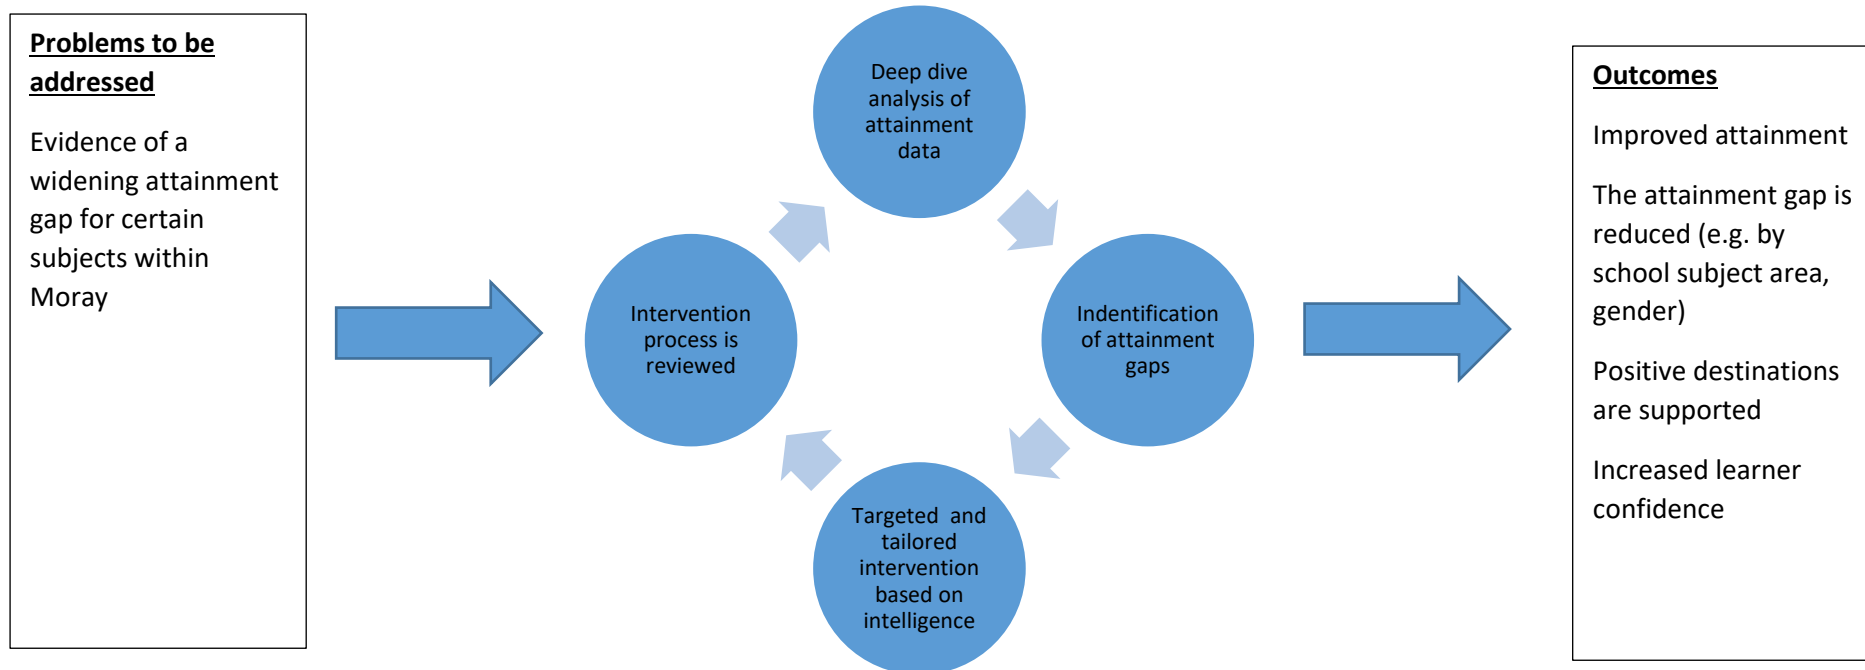 Problems to be
addressed
Evidence of a
widening attainment
gap for certain
subjects within
Moray
Deep dive
analysis of
attainment
data
Indentification
of attainment
gaps
Targeted  and
tailored
intervention
based on
intelligence
Intervention
process is
reviewed
Outcomes
Improved attainment
The attainment gap is
reduced (e.g. by
school subject area,
gender)
Positive destinations
are supported
Increased learner
confidence